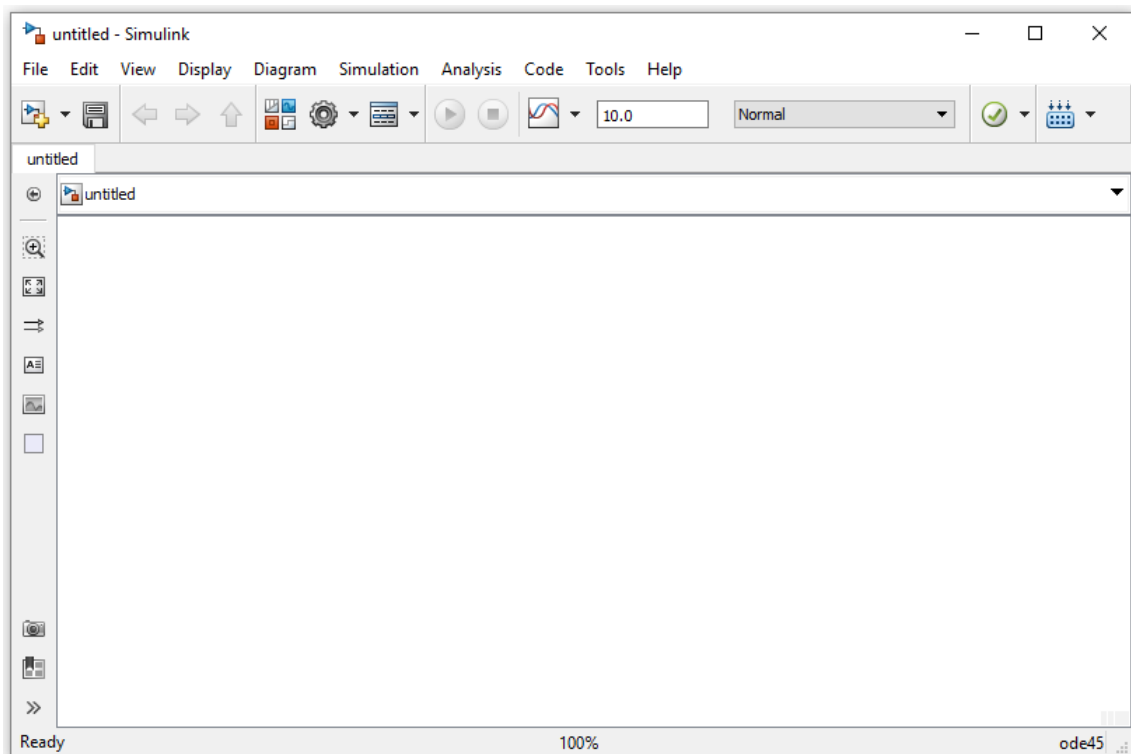 untitled - Simulink
File Edit View Display Diagram Simulation Analysis Code Tools Help
10.0 Normal
untitled
untitled
Ready 100% ode45